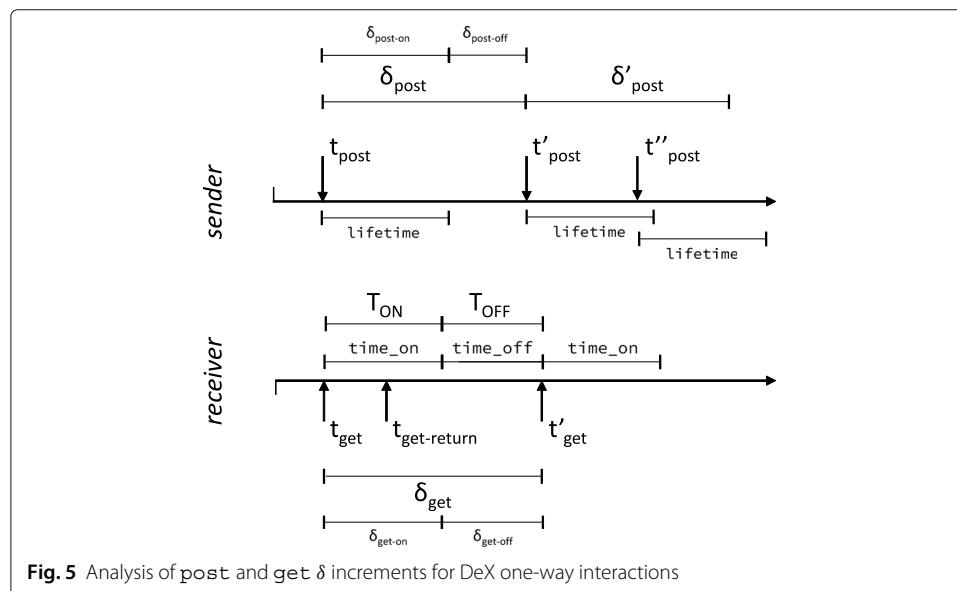 δpost-on δpost-off
δpost δ'post
tpost t'post t''post
sender
lifetime lifetime
lifetime
TON TOFF
time_on time_off time_on
receiver
tget tget-return t'get
δget
δget-on δget-off
Fig. 5 Analysis of post and get δ increments for DeX one-way interactions